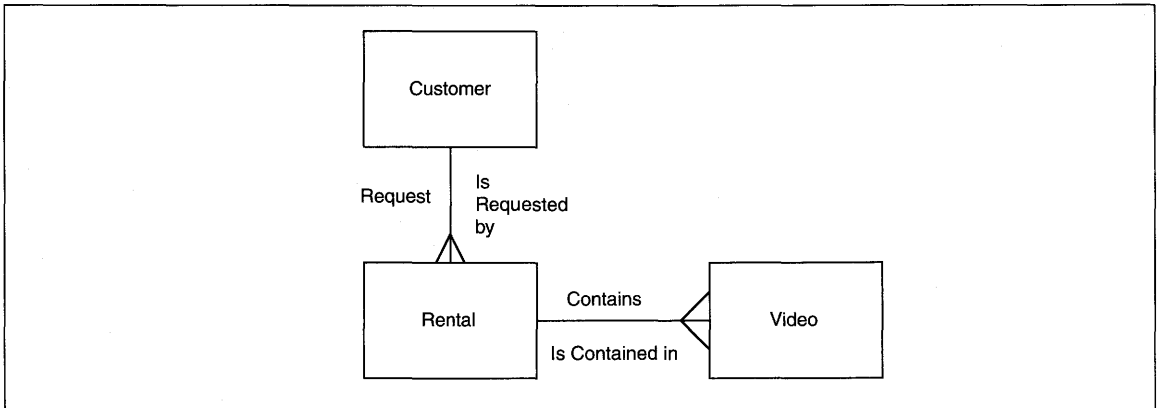 Customer
Request
Is
Requested
by
Rental
Contains
Is Contained in
Video